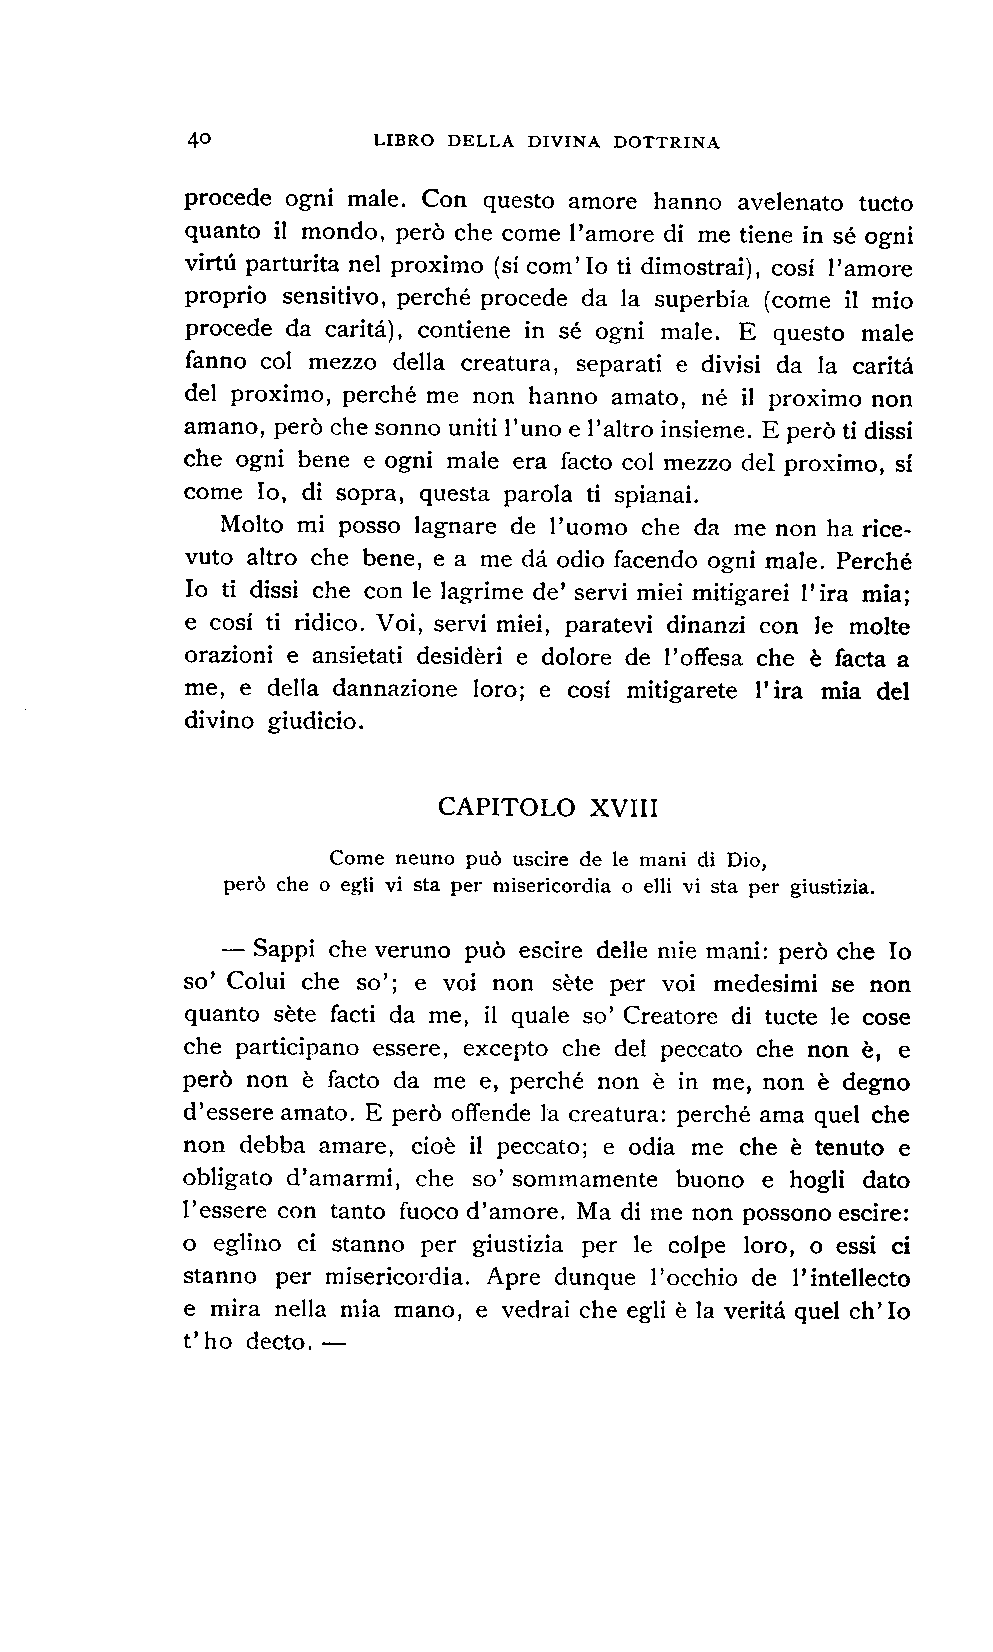 40 LIBRO DELLA DIVINA DOTTRINA
procede ogni male. Con questo amore hanno avelenato tucto
quanto il mondo, però che come l'amore di me tiene in sé ogni
virtú parturita nel proximo (sí com' Io ti dimostrai), cosí l'amore
proprio sensitivo, perché procede da la superbia (come il mio
procede da caritá), contiene in sé ogni male. E questo male
fanno col mezzo della creatura, separati e divisi da la caritá
del proximo, perché me non hanno amato, né il proximo non
amano, però che sonno uniti l'uno e l'altro insieme. E però ti dissi
che ogni bene e ogni male era facto col mezzo del proximo, sí
come Io, di sopra, questa parola ti spianai.
Molto mi posso lagnare de l'uomo che da me non ha rice-
vuto altro che bene, e a me dá odio facendo ogni male. Perché
Io ti dissi che con le lagrime de' servi miei mitigarei l'ira mia;
e cosí ti ridico. Voi, servi miei, paratevi dinanzi con le molte
orazioni e ansietati desidèri e dolore de l'offesa che è facta a
me, e della dannazione loro; e cosí mitigarete l'ira mia del
divino giudicio.
CAPITOLO XVIII
Come neuno può uscire de le mani di Dio,
però che o egli vi sta per misericordia o elli vi sta per giustizia.
— Sappi che veruno può escire delle mie mani: però che Io
so' Colui che so'; e voi non sète per voi medesimi se non
quanto sète facti da me, il quale so' Creatore di tucte le cose
che participano essere, excepto che del peccato che non è, e
però non è facto da me e, perché non è in me, non è degno
d'essere amato. E però offende la creatura: perché ama quel che
non debba amare, cioè il peccato; e odia me che è tenuto e
obligato d'amarmi, che so' sommamente buono e hogli dato
l'essere con tanto fuoco d'amore. Ma di me non possono escire:
o eglino ci stanno per giustizia per le colpe loro, o essi ci
stanno per misericordia. Apre dunque l'occhio de l'intellecto
e mira nella mia mano, e vedrai che egli è la veritá quel ch' Io
t' ho decto. —